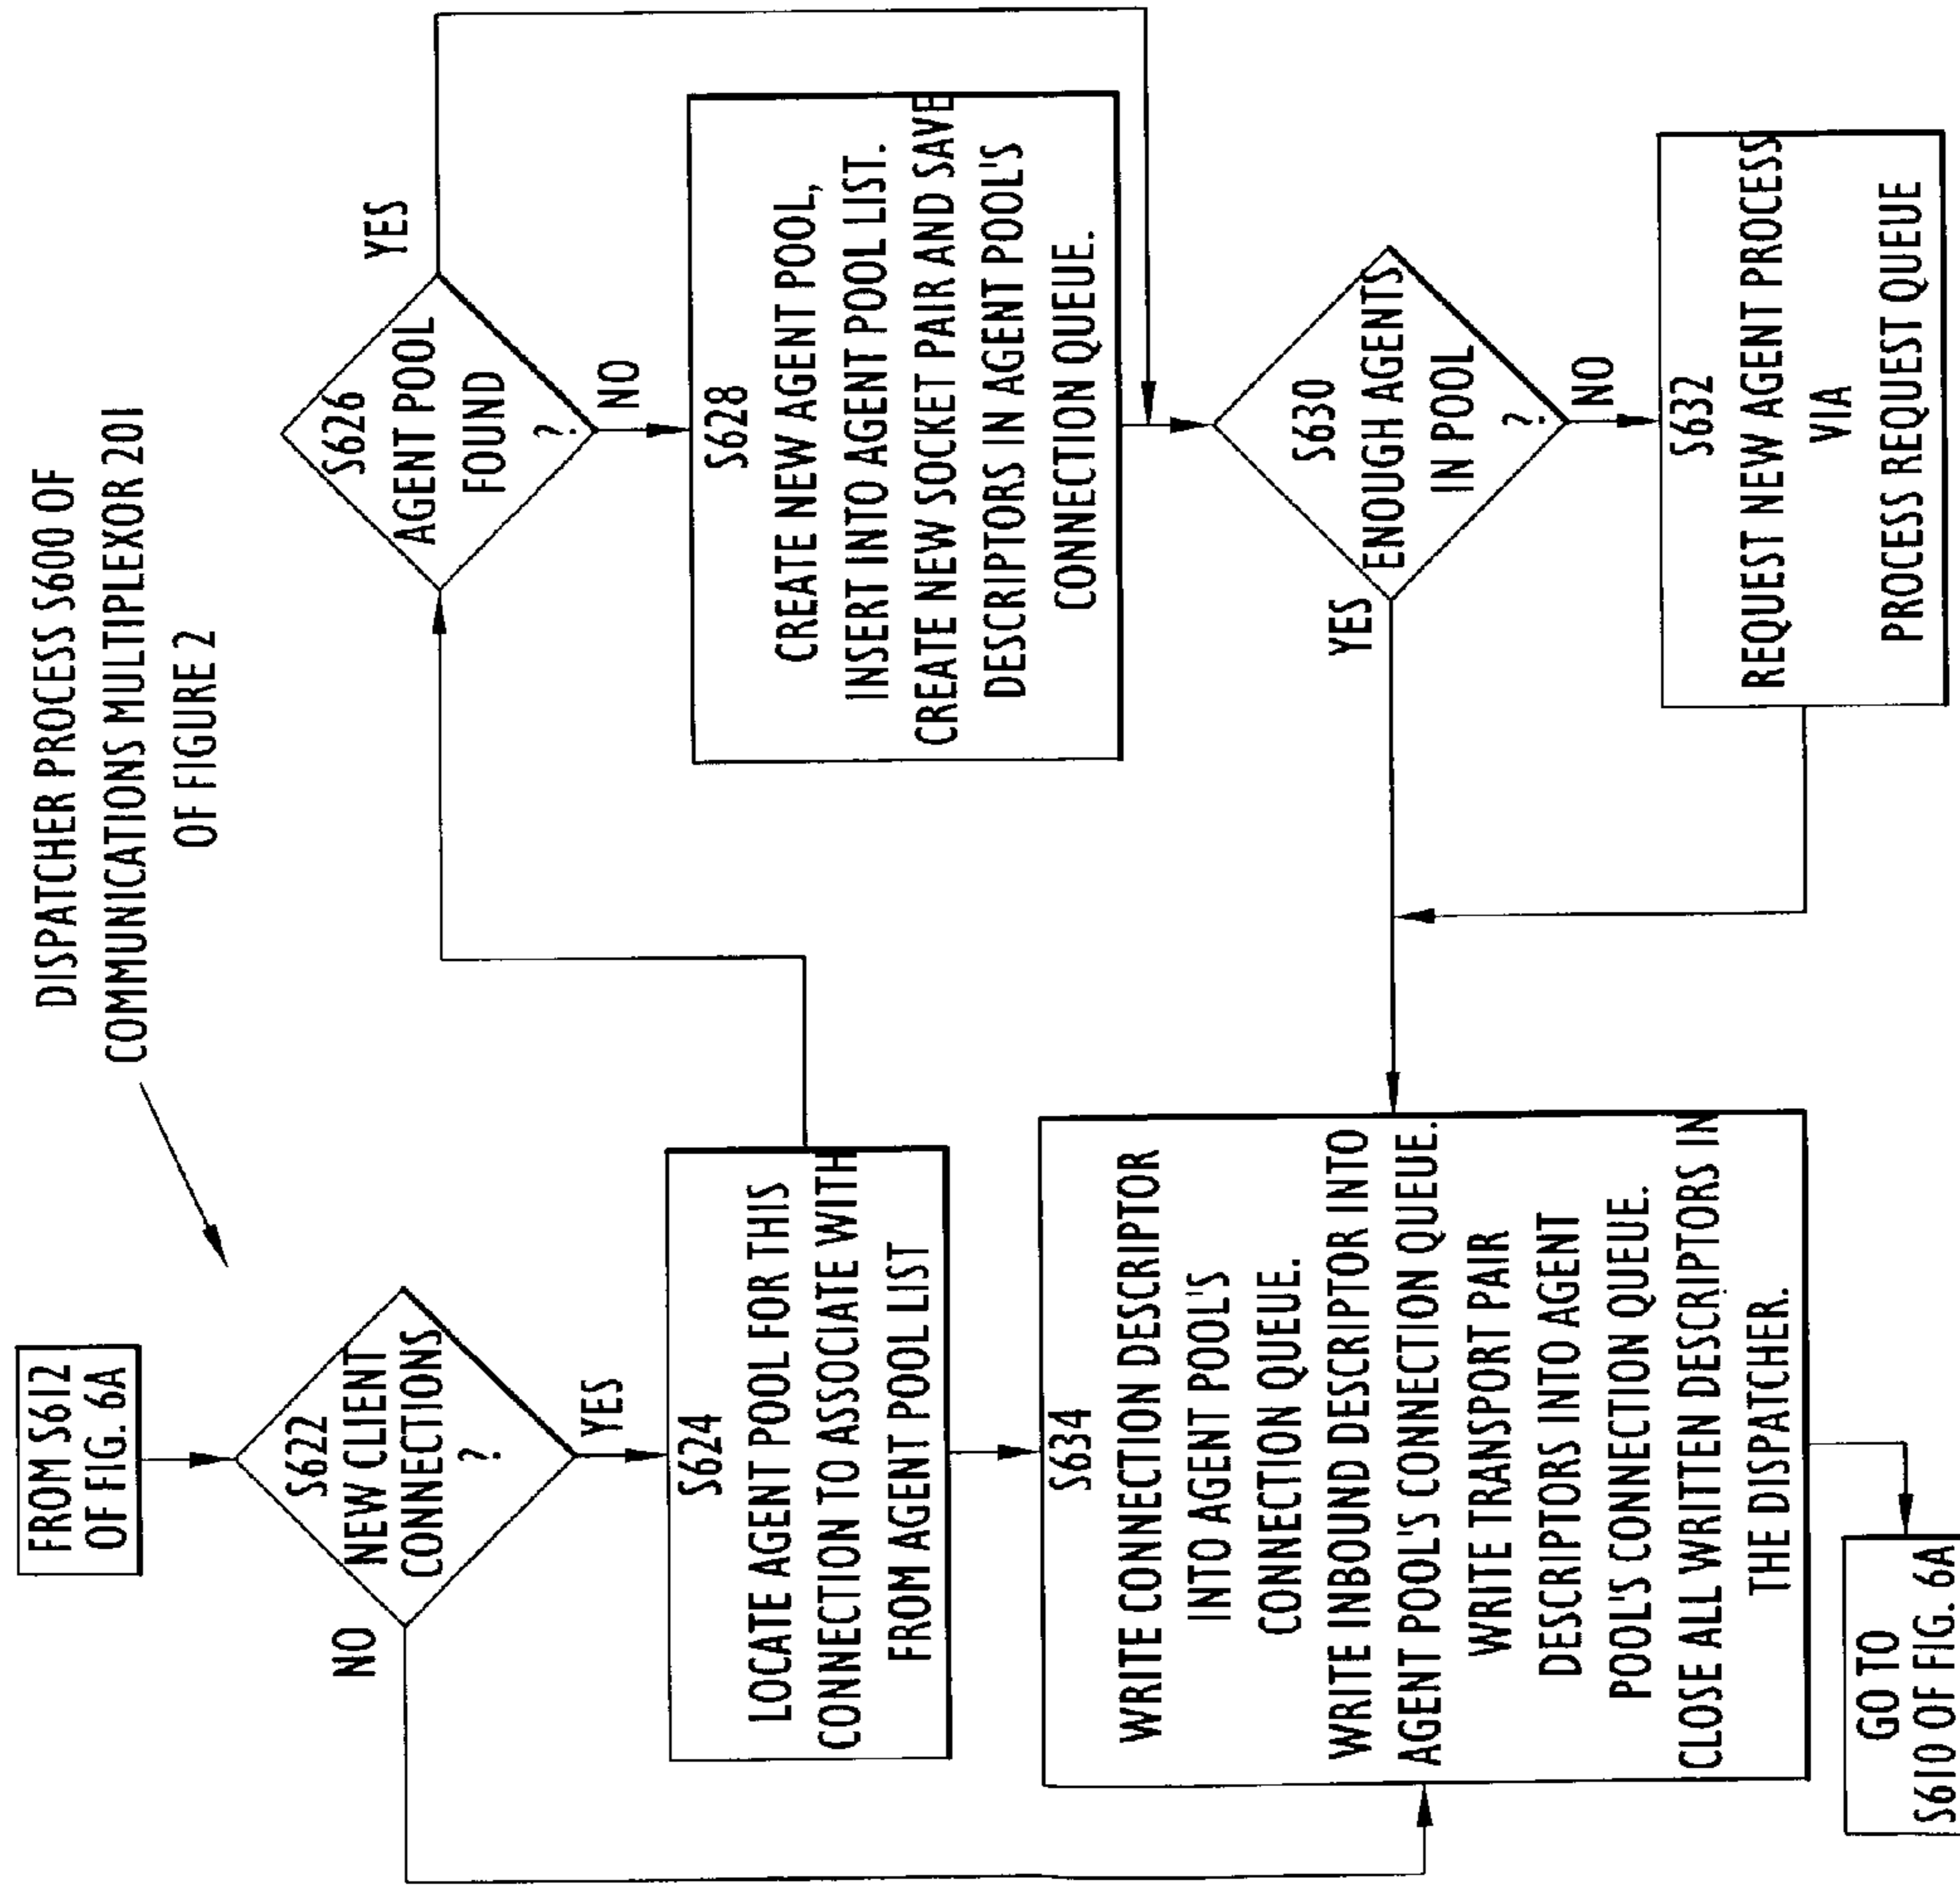 DISPATCHER PROCESS S600 OF
COMMUNICATIONS MULTIPLEXOR 201
OF FIGURE 2
FROM S612
OF FIG. 6A
S622
NEW CLIENT
CONNECTIONS
?
NO
YES
S624
LOCATE AGENT POOL FOR THIS
CONNECTION TO ASSOCIATE WITH
FROM AGENT POOL LIST
S626
AGENT POOL
FOUND
?
YES
NO
S628
CREATE NEW AGENT POOL,
INSERT INTO AGENT POOL LIST.
CREATE NEW SOCKET PAIR AND SAVE
DESCRIPTORS IN AGENT POOL'S
CONNECTION QUEUE.
S630
ENOUGH AGENTS
IN POOL
?
YES
NO
S632
REQUEST NEW AGENT PROCESS
VIA
PROCESS REQUEST QUEUE
S634
WRITE CONNECTION DESCRIPTOR
INTO AGENT POOL'S
CONNECTION QUEUE.
WRITE INBOUND DESCRIPTOR INTO
AGENT POOL'S CONNECTION QUEUE.
WRITE TRANSPORT PAIR
DESCRIPTORS INTO AGENT
POOL'S CONNECTION QUEUE.
CLOSE ALL WRITTEN DESCRIPTORS IN
THE DISPATCHER.
GO TO
S610 OF FIG. 6A